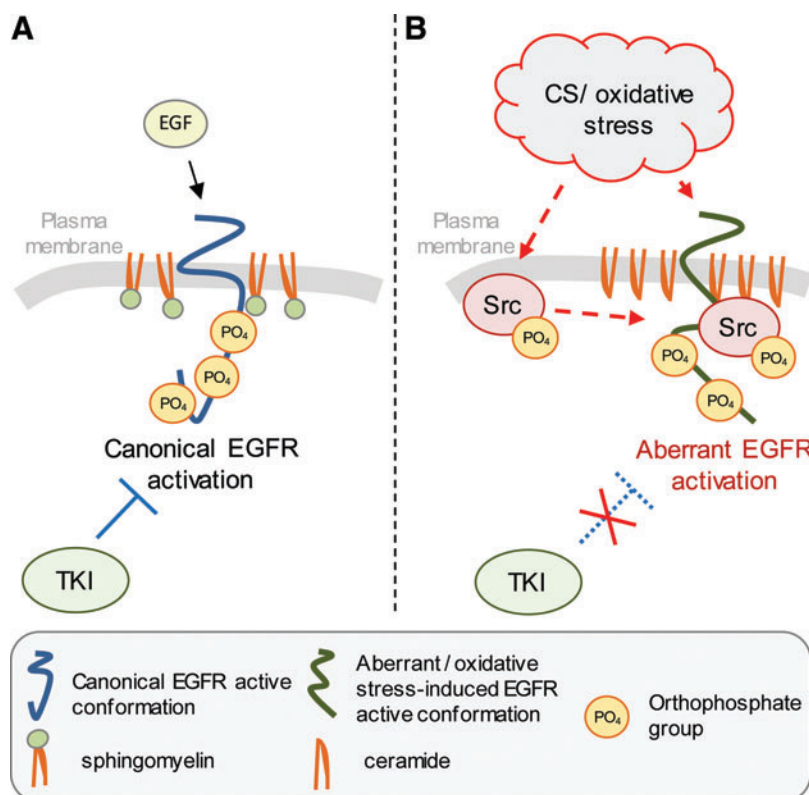 A
EGF
Plasma
membrane
PO4
PO4
PO4
Canonical EGFR
activation
TKI
B
CS/ oxidative
stress
Plasma
membrane
Src
PO4
Src
PO4
PO4
PO4
Aberrant EGFR
activation
TKI
Canonical EGFR active
conformation
Aberrant / oxidative
stress-induced EGFR
active conformation
PO4
Orthophosphate
group
sphingomyelin
ceramide